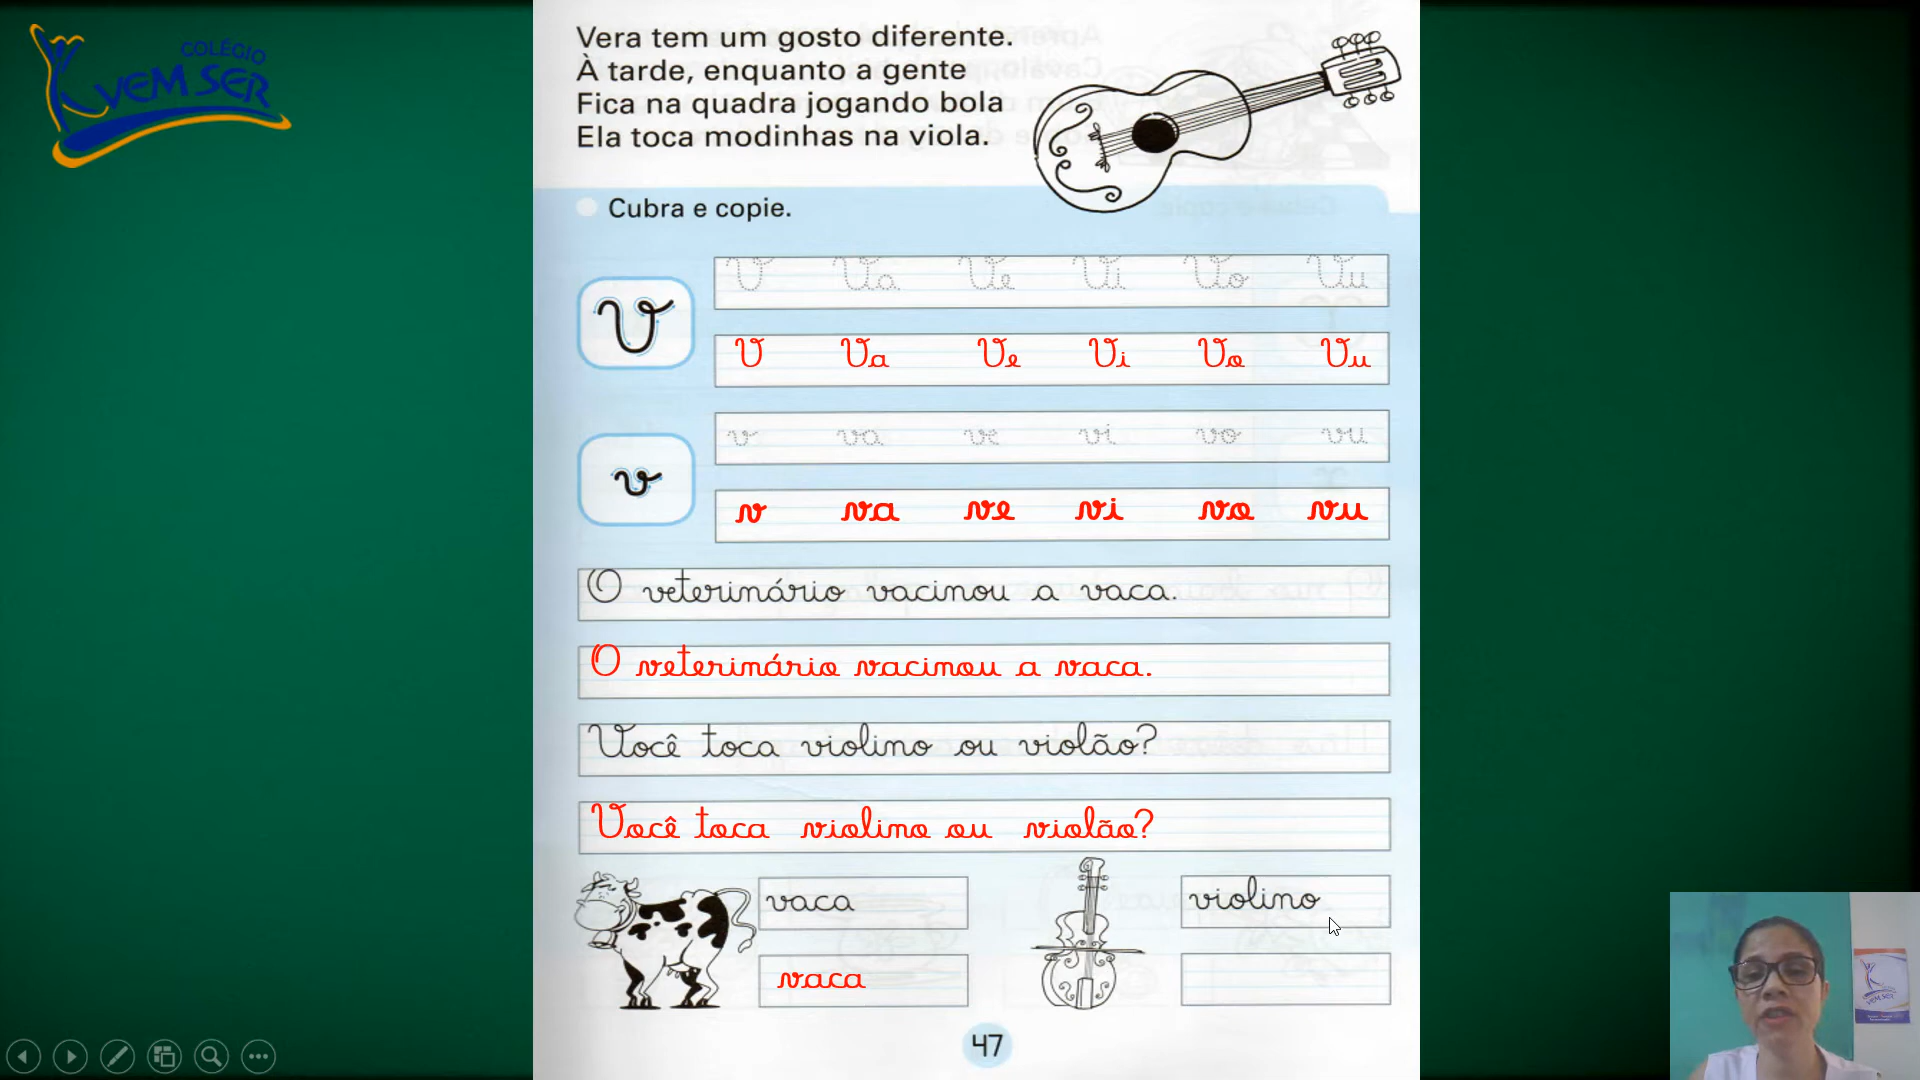 COLÉGIO
VEM SER
Vera tem um gosto diferente.
À tarde, enquanto a gente
Fica na quadra jogando bola
Ela toca modinhas na viola.
Cubra e copie.
V
V Va Ve Vi Vo Vu
V Va Ve Vi Vo Vu
v
v va ve vi vo vu
v va ve vi vo vu
O veterinário vacinou a vaca.
O veterinário vacinou a vaca.
Você toca violino ou violão?
Você toca violino ou violão?
vaca
violino
vaca
47
VEM SER